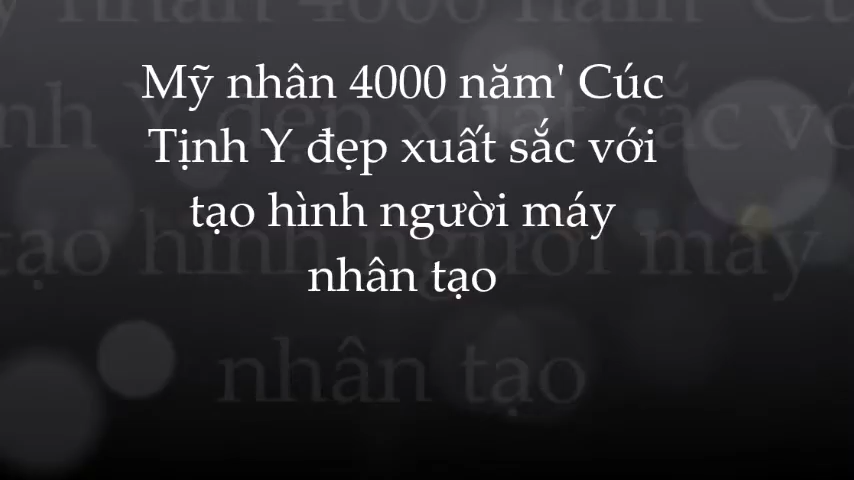 Mỹ nhân 4000 năm' Cúc
Tịnh Y đẹp xuất sắc với
tạo hình người máy
nhân tạo